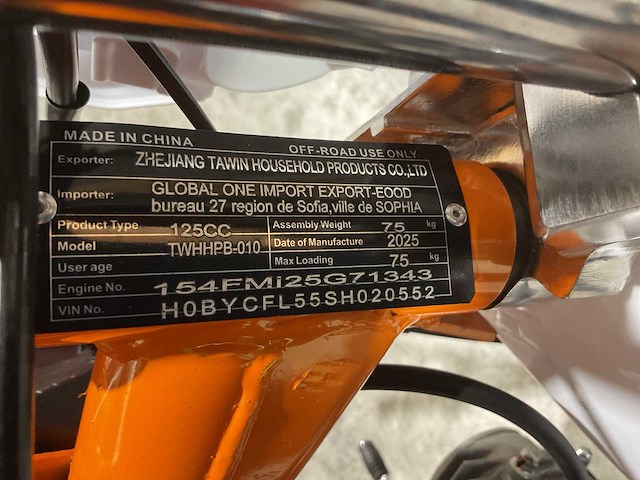 MADE IN CHINA
OFF-ROAD USE ONLY
Exporter: ZHEJIANG TAWIN HOUSEHOLD PRODUCTS CO.,LTD
Importer: GLOBAL ONE IMPORT EXPORT-EOOD
bureau 27 region de Sofia,ville de SOPHIA
Product Type 125CC Assembly Weight 75 kg
Model TWHHPB-010 Date of Manufacture 2025
User age Max Loading 75 kg
Engine No. 154FMi25G71343
VIN No. H0BYCFL55SH020552